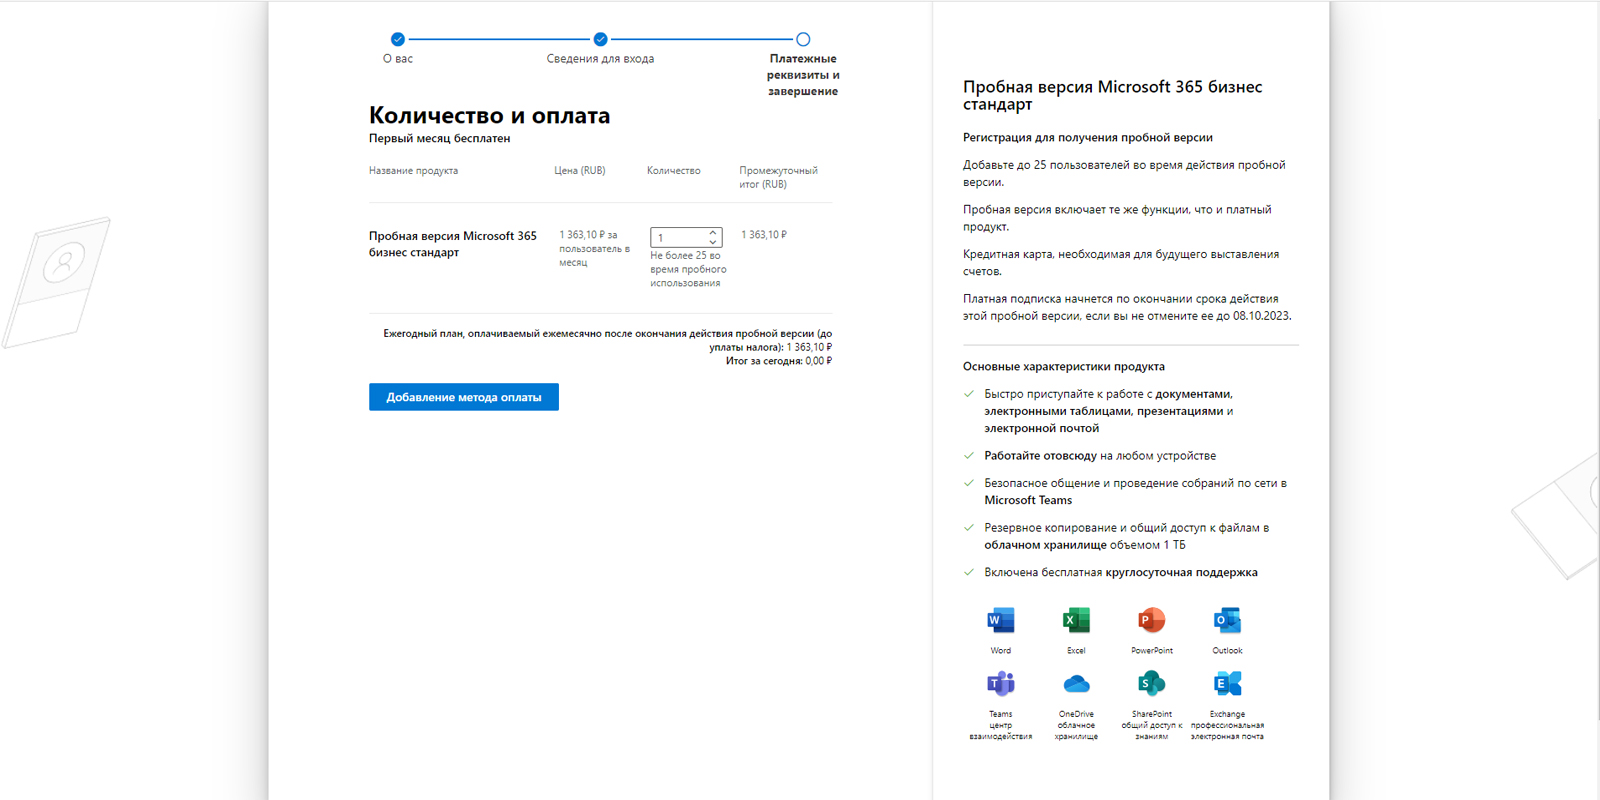 О вас
Сведения для входа
Платежные
реквизиты и
завершение
Количество и оплата
Первый месяц бесплатен
Название продукта
Цена (RUB)
Количество
Промежуточный
итог (RUB)
Пробная версия Microsoft 365
бизнес стандарт
1 363,10 ₽ за
пользователь в
месяц
1
Не более 25 во
время пробного
использования
1 363,10 ₽
Ежегодный план, оплачиваемый ежемесячно после окончания действия пробной версии (до
уплаты налога): 1 363,10 ₽
Итог за сегодня: 0,00 ₽
Добавление метода оплаты
Пробная версия Microsoft 365 бизнес
стандарт
Регистрация для получения пробной версии
Добавьте до 25 пользователей во время действия пробной
версии.
Пробная версия включает те же функции, что и платный
продукт.
Кредитная карта, необходимая для будущего выставления
счетов.
Платная подписка начнется по окончании срока действия
этой пробной версии, если вы не отмените ее до 08.10.2023.
Основные характеристики продукта
Быстро приступайте к работе с документами,
электронными таблицами, презентациями и
электронной почтой
Работайте отовсюду на любом устройстве
Безопасное общение и проведение собраний по сети в
Microsoft Teams
Резервное копирование и общий доступ к файлам в
облачном хранилище объемом 1 ТБ
Включена бесплатная круглосуточная поддержка
W
X
P
O
Word
Excel
PowerPoint
Outlook
T
S
E
Teams
центр
взаимодействия
OneDrive
облачное
хранилище
SharePoint
общий доступ к
знаниям
Exchange
профессиональная
электронная почта